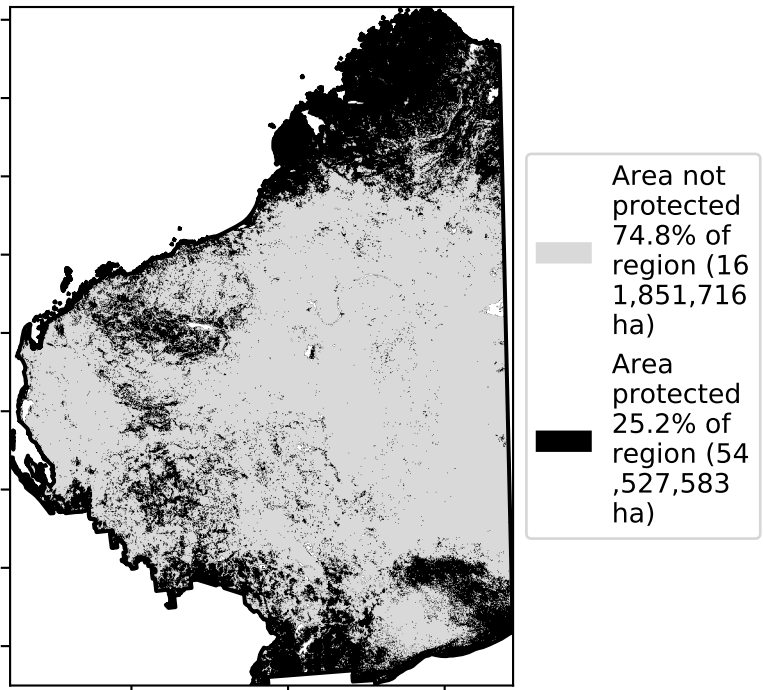 Area not
protected
74.8% of
region (16
1,851,716
ha)
Area
protected
25.2% of
region (54
,527,583
ha)